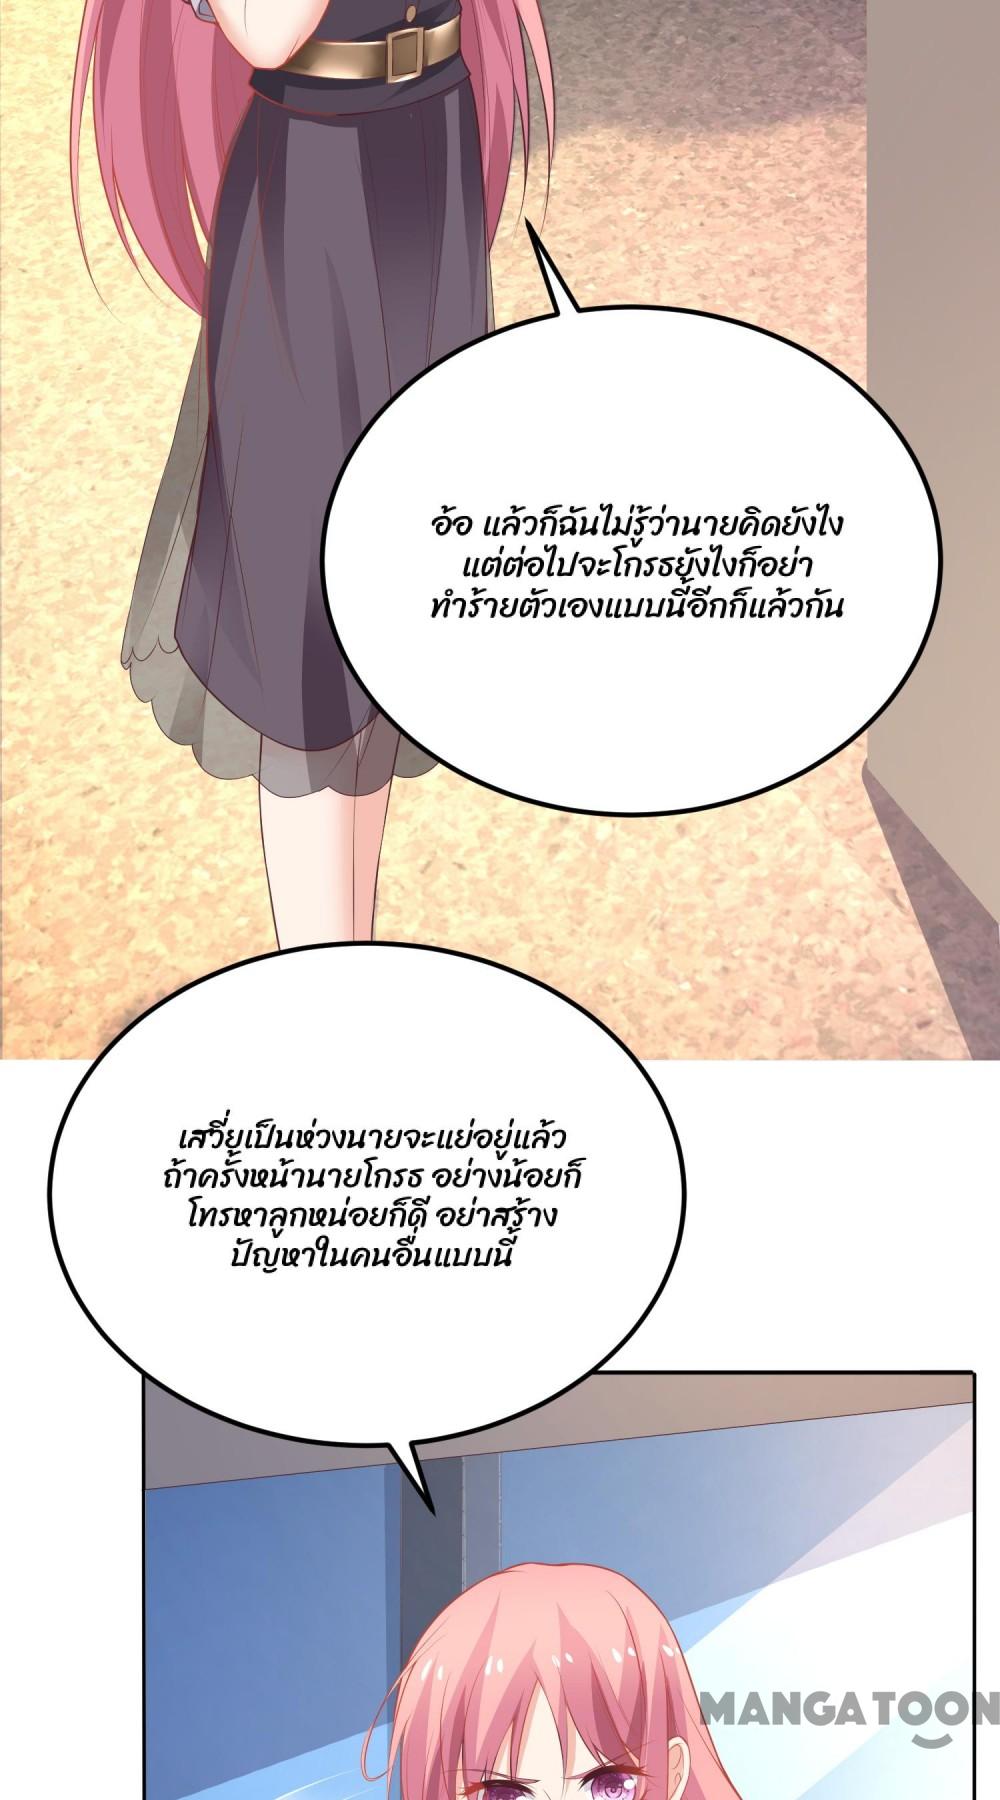 อ้อ แล้วก็ฉันไม่รู้ว่านายคิดยังไง
แต่ต่อไปจะโกรธยังไงก็อย่า
ทำร้ายตัวเองแบบนี้อีกก็แล้วกัน
เสวี่ยเป็นห่วงนายจะแย่อยู่แล้ว
ถ้าครั้งหน้านายโกรธ อย่างน้อยก็
โทรหาลูกหน่อยก็ดี อย่าสร้าง
ปัญหาในคนอื่นแบบนี้
MANGATOON